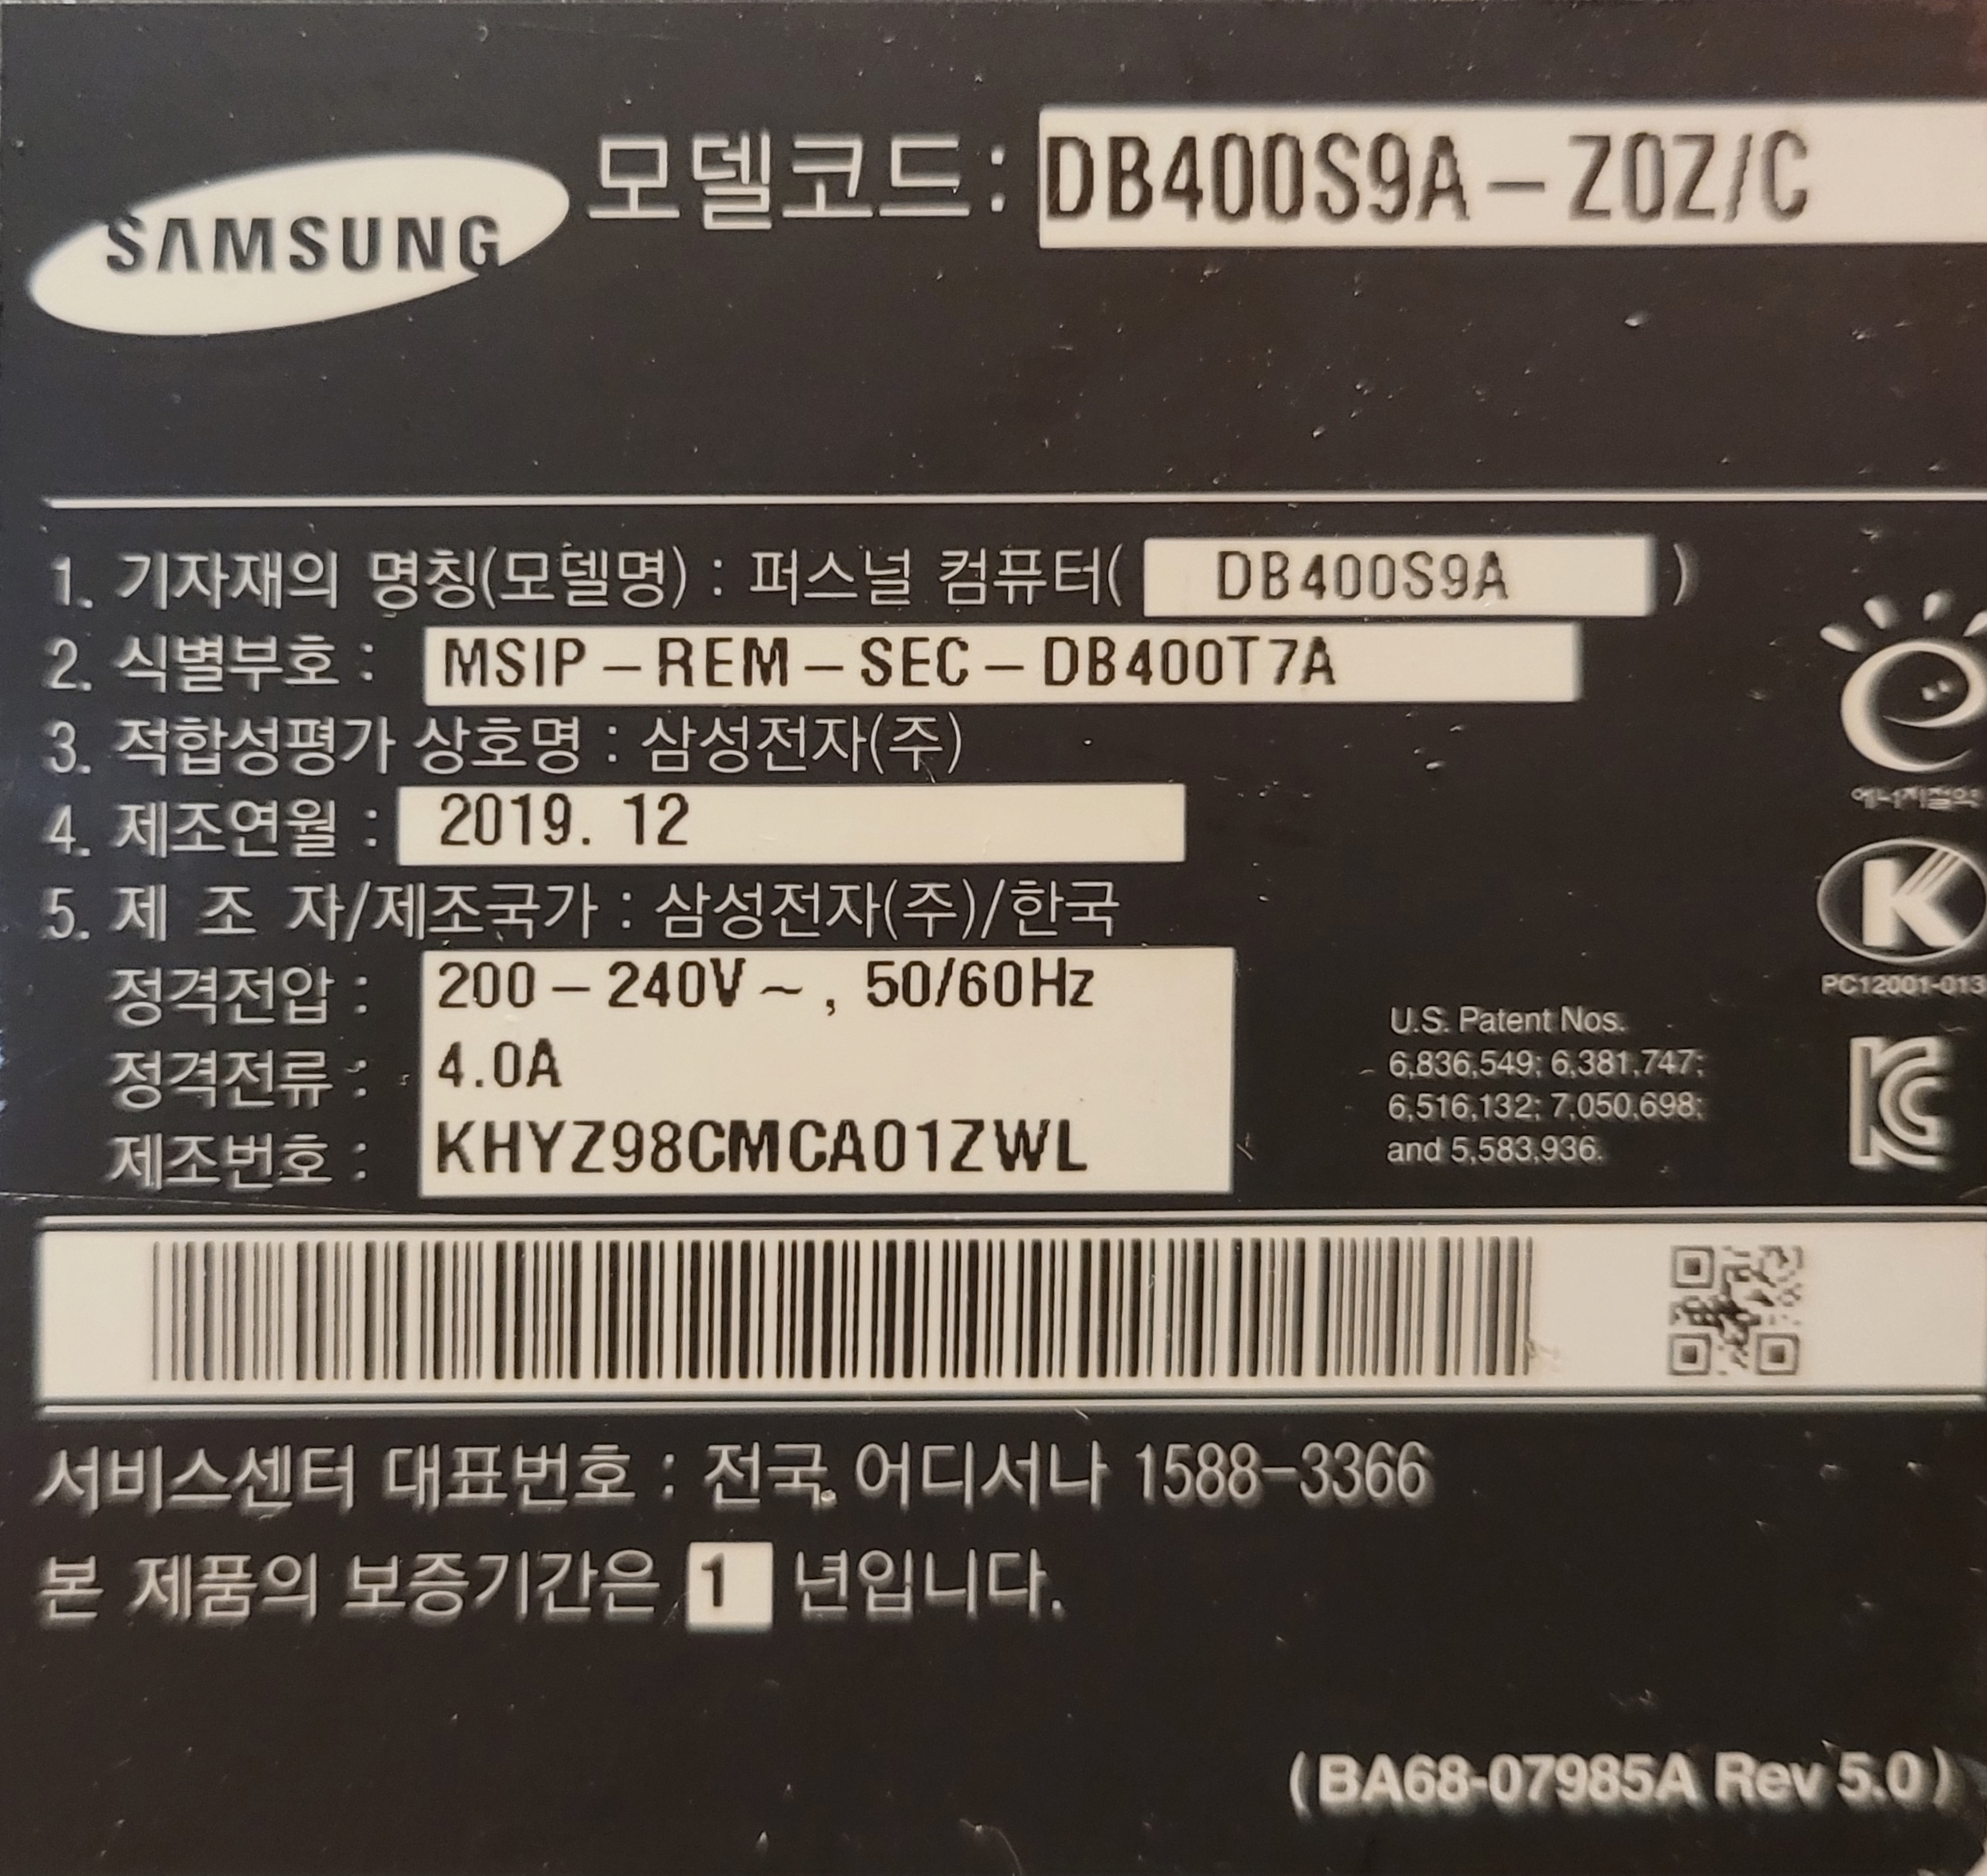 SAMSUNG 모델코드: DB400S9A-Z0Z/C
1. 기자재의 명칭(모델명) : 퍼스널 컴퓨터( DB400S9A )
2. 식별부호 : MSIP-REM-SEC-DB400T7A
3. 적합성평가 상호명 : 삼성전자(주)
4. 제조연월 : 2019. 12
5. 제 조 자/제조국가 : 삼성전자(주)/한국
정격전압 : 200-240V~, 50/60Hz
정격전류 : 4.0A
제조번호 : KHYZ98CMCA01ZWL
에너지절약
K
PC12001-013
U.S. Patent Nos.
6,836,549; 6,381,747;
6,516,132; 7,050,698;
and 5,583,936.
서비스센터 대표번호 : 전국 어디서나 1588-3366
본 제품의 보증기간은 1 년입니다.
(BA68-07985A Rev 5.0)